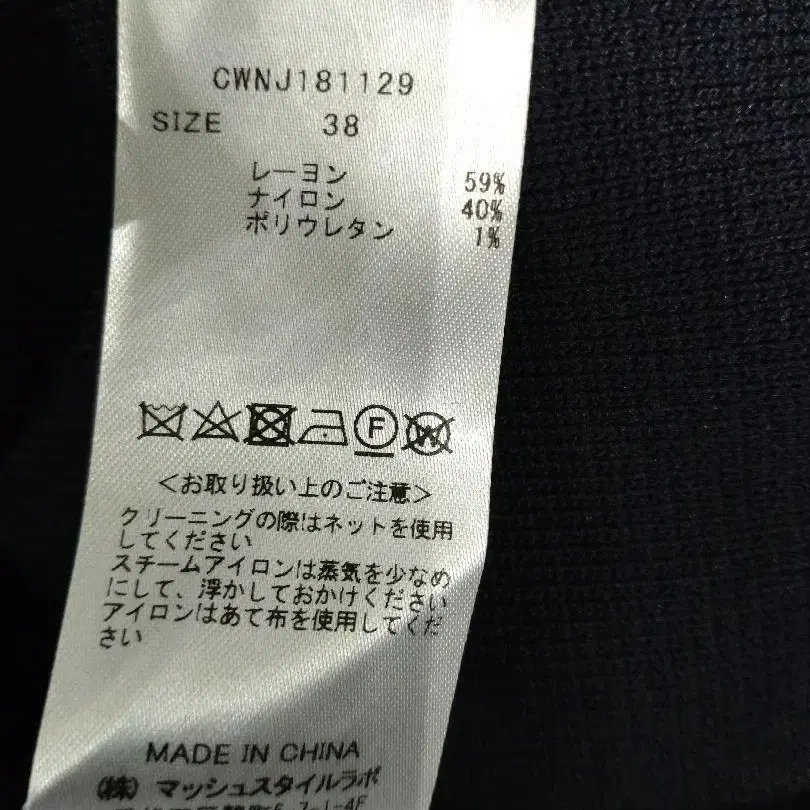 CWNJ181129
SIZE 38
レーヨン 59%
ナイロン 40%
ポリウレタン 1%
F
W
<お取り扱い上のご注意>
クリーニングの際はネットを使用
してください
スチームアイロンは蒸気を少なめ
にして、浮かしておかけください
アイロンはあて布を使用してくだ
さい
MADE IN CHINA
(株) マッシュスタイルラボ